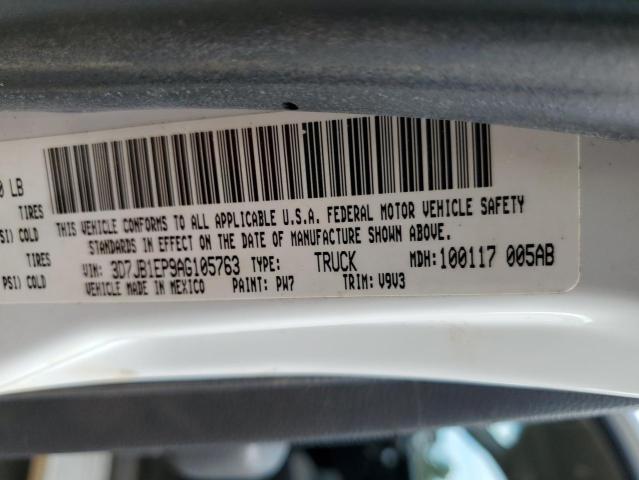 0 LB
TIRES
SI) COLD
TIRES
PSI) COLD
THIS VEHICLE CONFORMS TO ALL APPLICABLE U.S.A. FEDERAL MOTOR VEHICLE SAFETY
STANDARDS IN EFFECT ON THE DATE OF MANUFACTURE SHOWN ABOVE.
VIN: 3D7JB1EP9AG105763 TYPE: TRUCK MDH: 100117 005AB
VEHICLE MADE IN MEXICO PAINT: PW7 TRIM: V9V3